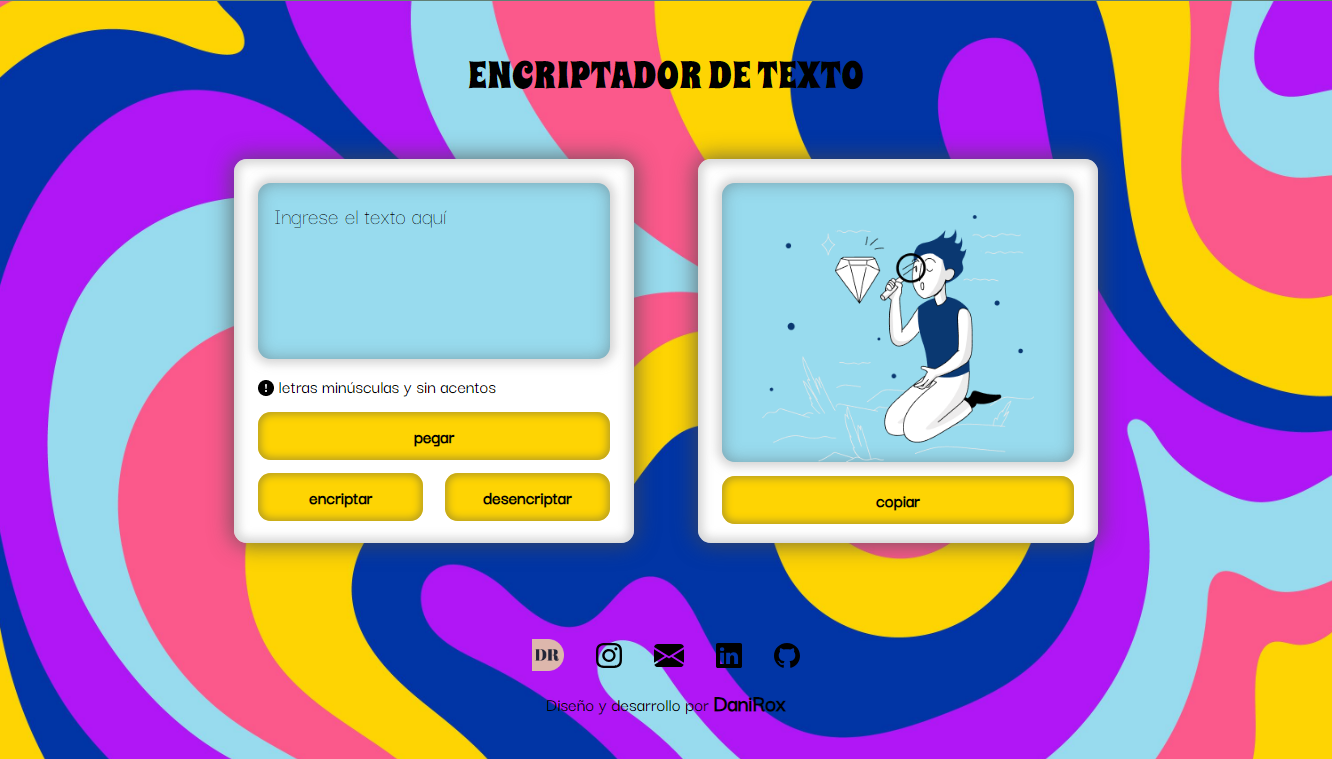 ENCRIPTADOR DE TEXTO
Ingrese el texto aquí
letras minúsculas y sin acentos
pegar
encriptar desencriptar
copiar
DR
in
Diseño y desarrollo por DaniRox